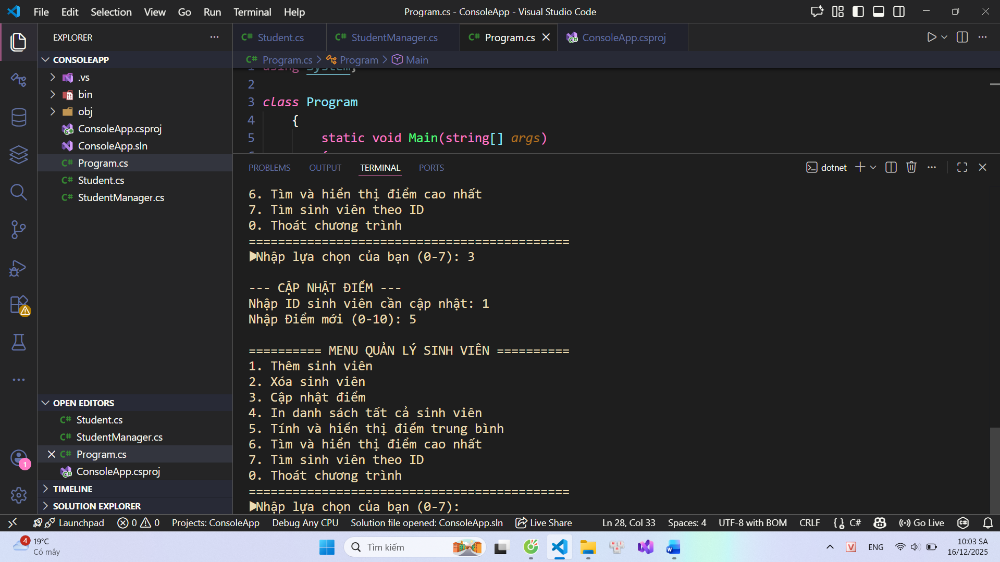 File Edit Selection View Go Run Terminal Help
Program.cs - ConsoleApp - Visual Studio Code
EXPLORER
CONSOLEAPP
.vs
bin
obj
ConsoleApp.csproj
ConsoleApp.sln
Program.cs
Student.cs
StudentManager.cs
OPEN EDITORS
Student.cs
StudentManager.cs
Program.cs
ConsoleApp.csproj
TIMELINE
SOLUTION EXPLORER
1
Student.cs StudentManager.cs Program.cs ConsoleApp.csproj
Program.cs > Program > Main
1 using System;
2
3 class Program
4 {
5 static void Main(string[] args)
PROBLEMS OUTPUT TERMINAL PORTS
dotnet
6. Tìm và hiển thị điểm cao nhất
7. Tìm sinh viên theo ID
0. Thoát chương trình
============================================
Nhập lựa chọn của bạn (0-7): 3
--- CẬP NHẬT ĐIỂM ---
Nhập ID sinh viên cần cập nhật: 1
Nhập Điểm mới (0-10): 5
========== MENU QUẢN LÝ SINH VIÊN ==========
1. Thêm sinh viên
2. Xóa sinh viên
3. Cập nhật điểm
4. In danh sách tất cả sinh viên
5. Tính và hiển thị điểm trung bình
6. Tìm và hiển thị điểm cao nhất
7. Tìm sinh viên theo ID
0. Thoát chương trình
============================================
Nhập lựa chọn của bạn (0-7):
Launchpad 0 0 Projects: ConsoleApp Debug Any CPU Solution file opened: ConsoleApp.sln Live Share Ln 28, Col 33 Spaces: 4 UTF-8 with BOM CRLF C# Go Live
4
19°C
Có mây
Tìm kiếm
ENG
10:03 SA
16/12/2025